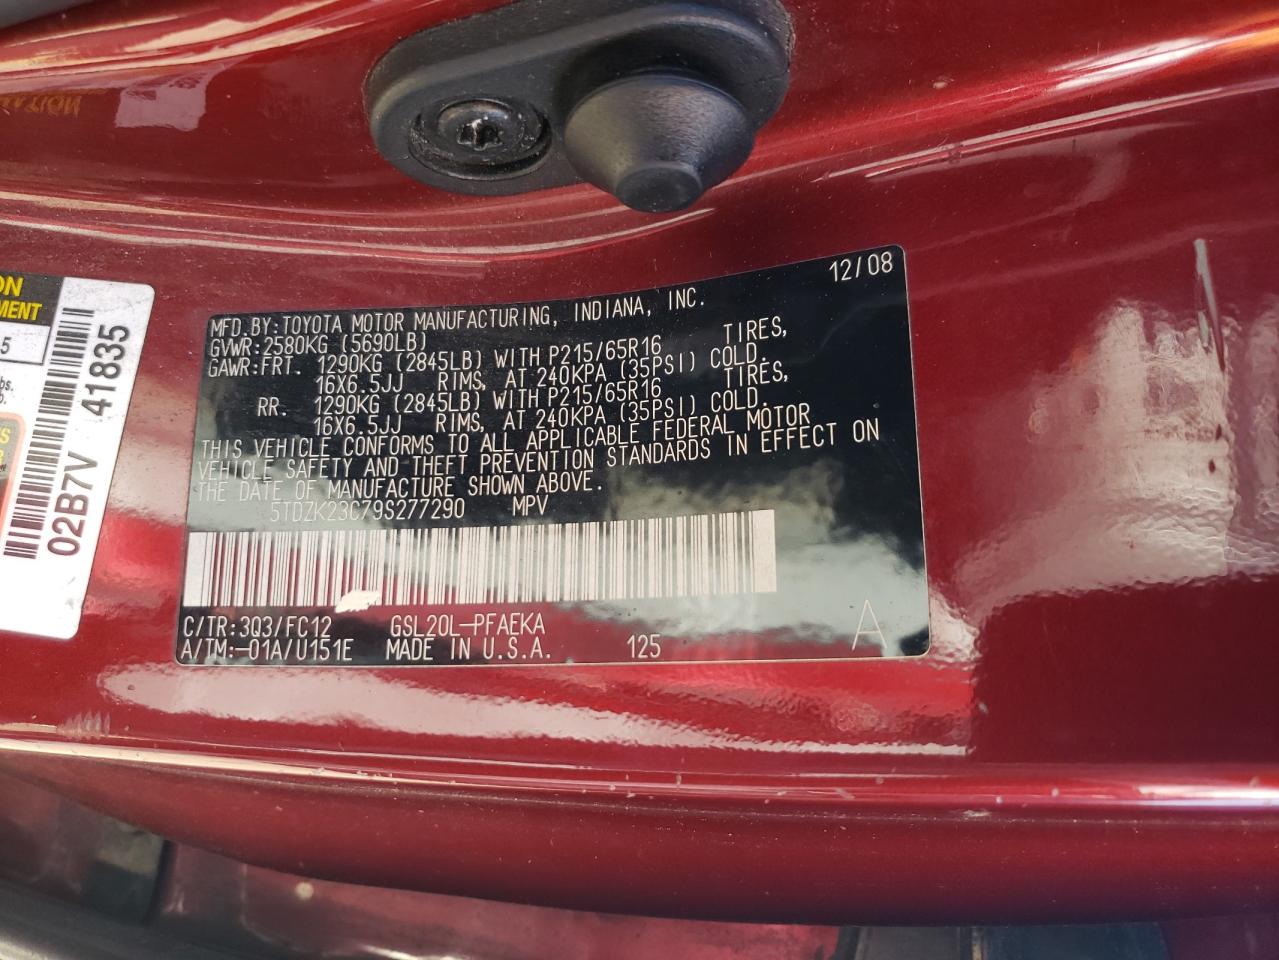 12/08
MFD.BY:TOYOTA MOTOR MANUFACTURING, INDIANA, INC.
GVWR:2580KG (5690LB)
GAWR:FRT. 1290KG (2845LB) WITH P215/65R16 TIRES,
16X6.5JJ RIMS, AT 240KPA (35PSI) COLD.
RR. 1290KG (2845LB) WITH P215/65R16 TIRES,
16X6.5JJ RIMS, AT 240KPA (35PSI) COLD.
THIS VEHICLE CONFORMS TO ALL APPLICABLE FEDERAL MOTOR
VEHICLE SAFETY AND THEFT PREVENTION STANDARDS IN EFFECT ON
THE DATE OF MANUFACTURE SHOWN ABOVE.
5TDZK23C79S277290 MPV
C/TR:3Q3/FC12 GSL20L-PFAEKA
A/TM:-01A/U151E MADE IN U.S.A. 125 A
ON
MENT
5
lbs.
02B7V 41835